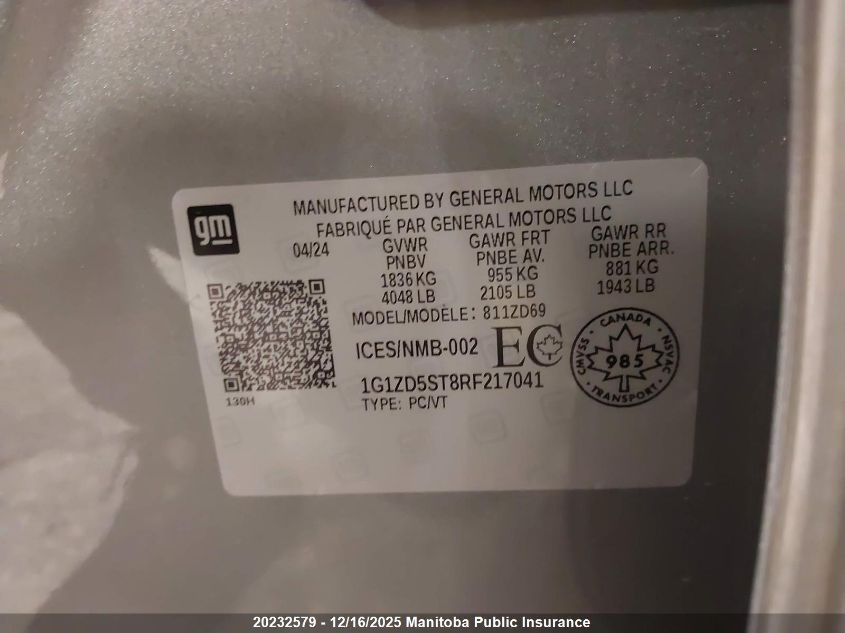 gm
MANUFACTURED BY GENERAL MOTORS LLC
FABRIQUÉ PAR GENERAL MOTORS LLC
04/24
GVWR
PNBV
1836 KG
4048 LB
GAWR FRT
PNBE AV.
955 KG
2105 LB
GAWR RR
PNBE ARR.
881 KG
1943 LB
MODEL/MODÈLE: 811ZD69
ICES/NMB-002
EC
1G1ZD5ST8RF217041
TYPE: PC/VT
130H
CANADA
CMVSS
985
NSVAC
TRANSPORT
20232579 - 12/16/2025 Manitoba Public Insurance